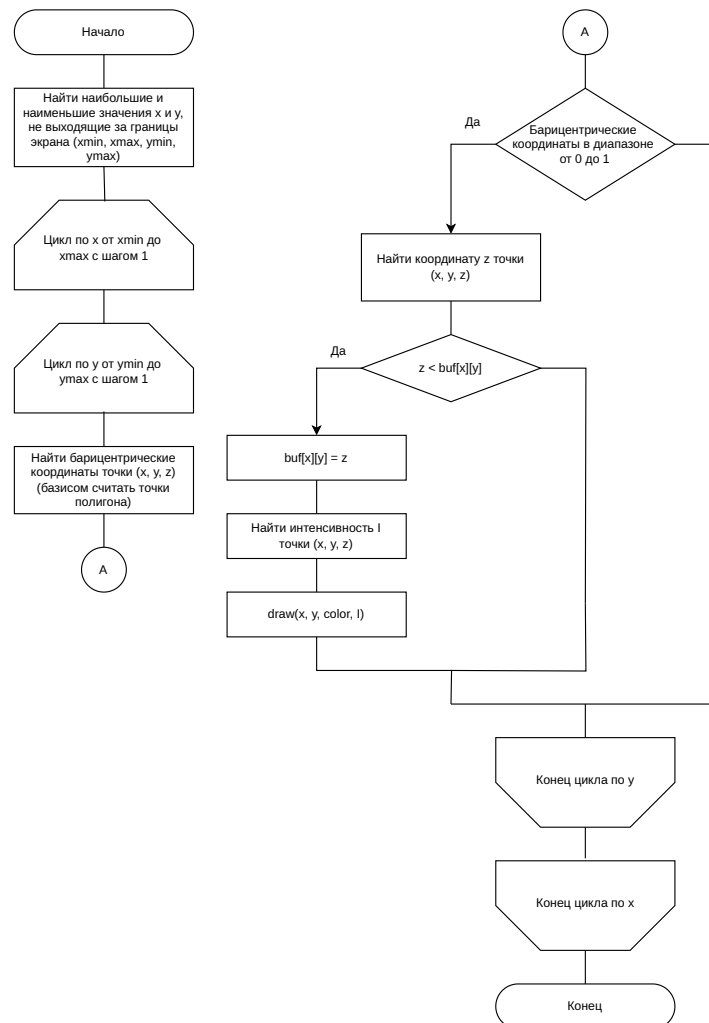 Начало
Найти наибольшие и
наименьшие значения x и y,
не выходящие за границы
экрана (xmin, xmax, ymin,
ymax)
Цикл по x от xmin до
xmax с шагом 1
Цикл по y от ymin до
ymax с шагом 1
Найти барицентрические
координаты точки (x, y, z)
(базисом считать точки
полигона)
А
А
Барицентрические
координаты в диапазоне
от 0 до 1
Да
Найти координату z точки
(x, y, z)
z < buf[x][y]
Да
buf[x][y] = z
Найти интенсивность I
точки (x, y, z)
draw(x, y, color, I)
Конец цикла по y
Конец цикла по x
Конец